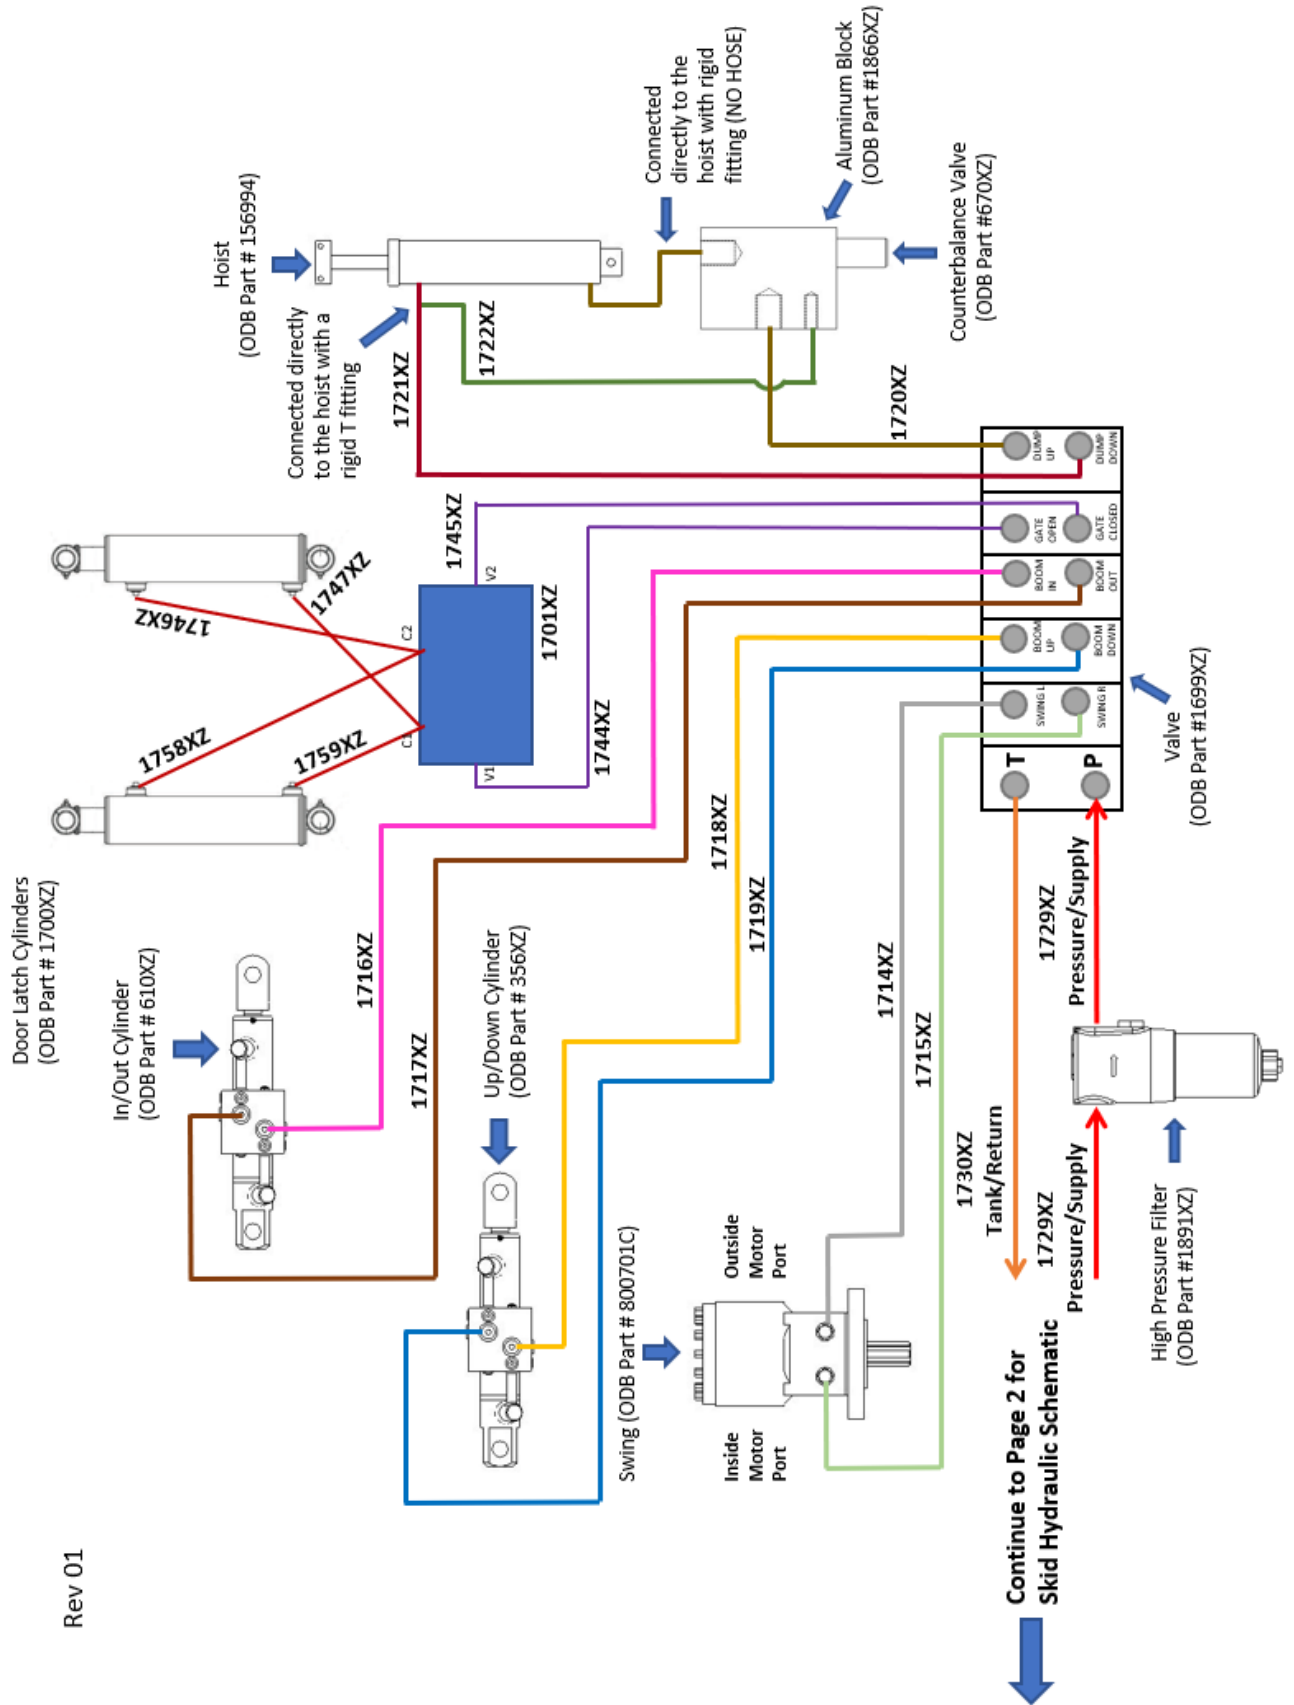 Rev 01
Door Latch Cylinders
(ODB Part # 1700XZ)
In/Out Cylinder
(ODB Part # 610XZ)
Up/Down Cylinder
(ODB Part # 356XZ)
Swing (ODB Part # 800701C)
Inside
Motor
Port
Outside
Motor
Port
1758XZ
1759XZ
1746XZ
1747XZ
C1
C2
V1
V2
1701XZ
1745XZ
1744XZ
Hoist
(ODB Part # 156994)
Connected directly
to the hoist with a
rigid T fitting
1721XZ
1722XZ
Connected
directly to the
hoist with rigid
fitting (NO HOSE)
Aluminum Block
(ODB Part #1866XZ)
Counterbalance Valve
(ODB Part #670XZ)
1720XZ
1716XZ
1717XZ
1718XZ
1719XZ
1714XZ
1715XZ
T
P
SWING L
SWING R
BOOM
UP
BOOM
DOWN
BOOM
IN
BOOM
OUT
GATE
OPEN
GATE
CLOSED
DUMP
UP
DUMP
DOWN
Valve
(ODB Part #1699XZ)
1730XZ
Tank/Return
1729XZ
Pressure/Supply
1729XZ
Pressure/Supply
High Pressure Filter
(ODB Part #1891XZ)
Continue to Page 2 for
Skid Hydraulic Schematic